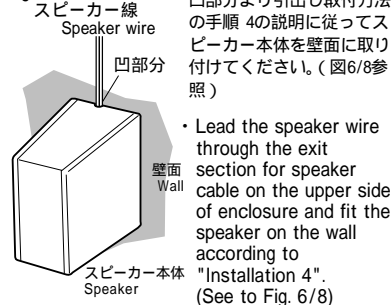 スピーカー線
Speaker wire
凹部分
壁面
Wall
スピーカー本体
Speaker
凹部分より引出し取付方法
の手順 4の説明に従ってス
ピーカー本体を壁面に取り
付けてください。( 図6/8参
照 )
・ Lead the speaker wire
through the exit
section for speaker
cable on the upper side
of enclosure and fit the
speaker on the wall
according to
"Installation 4".
(See to Fig. 6/8)